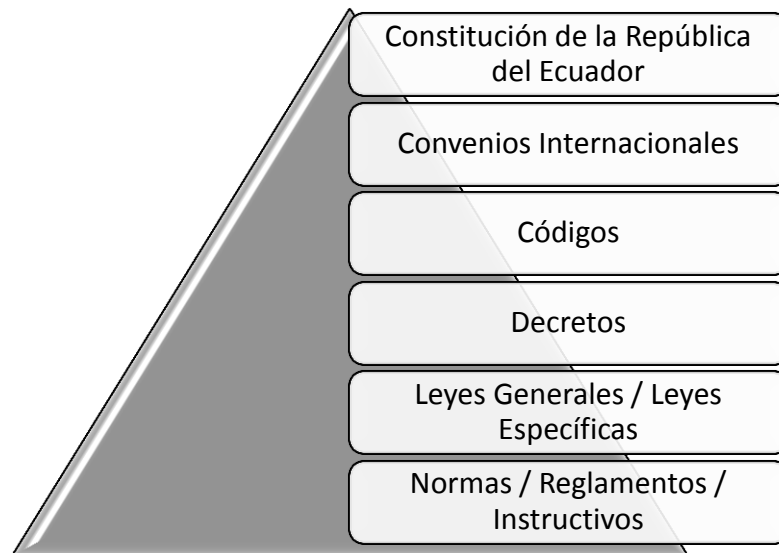 Constitución de la República
del Ecuador
Convenios Internacionales
Códigos
Decretos
Leyes Generales / Leyes
Específicas
Normas / Reglamentos /
Instructivos